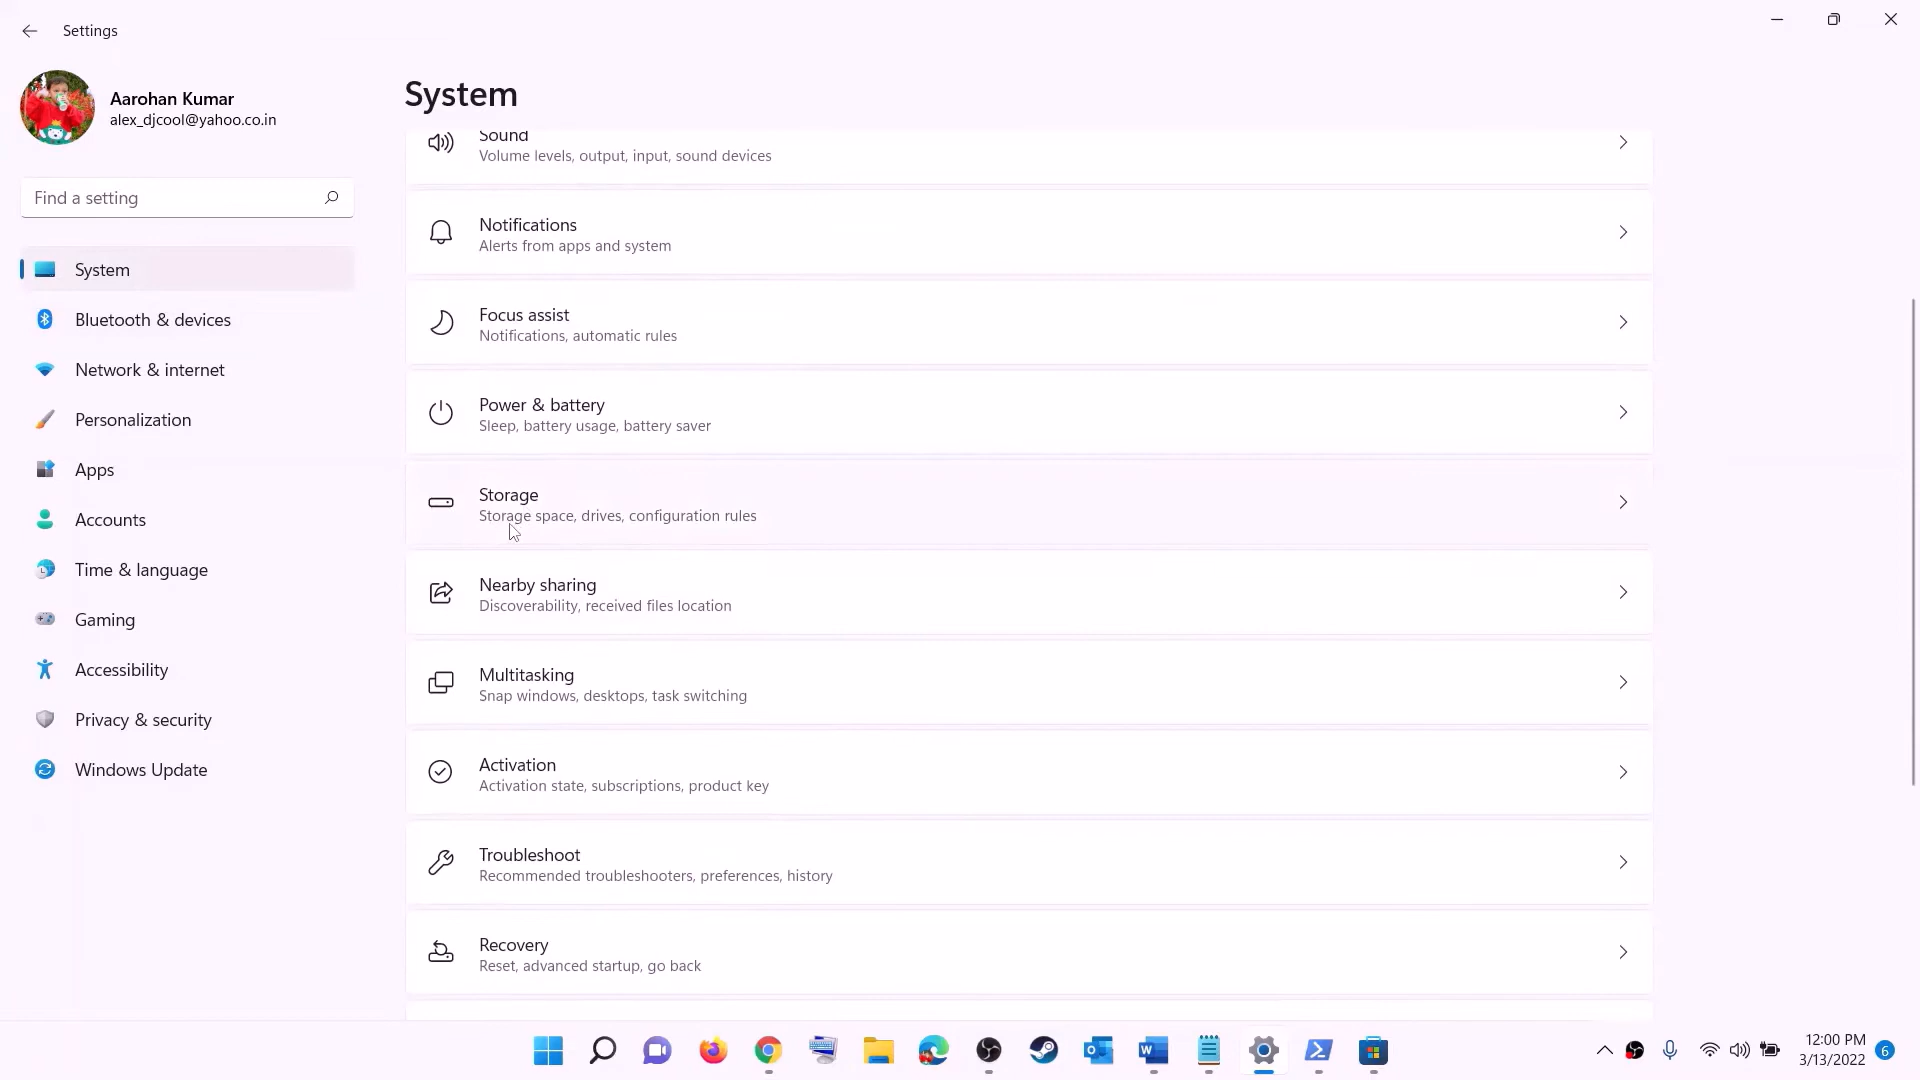 Settings
Aarohan Kumar
alex_djcool@yahoo.co.in
Find a setting
System
Bluetooth & devices
Network & internet
Personalization
Apps
Accounts
Time & language
Gaming
Accessibility
Privacy & security
Windows Update
System
Sound
Volume levels, output, input, sound devices
Notifications
Alerts from apps and system
Focus assist
Notifications, automatic rules
Power & battery
Sleep, battery usage, battery saver
Storage
Storage space, drives, configuration rules
Nearby sharing
Discoverability, received files location
Multitasking
Snap windows, desktops, task switching
Activation
Activation state, subscriptions, product key
Troubleshoot
Recommended troubleshooters, preferences, history
Recovery
Reset, advanced startup, go back
12:00 PM
3/13/2022
6